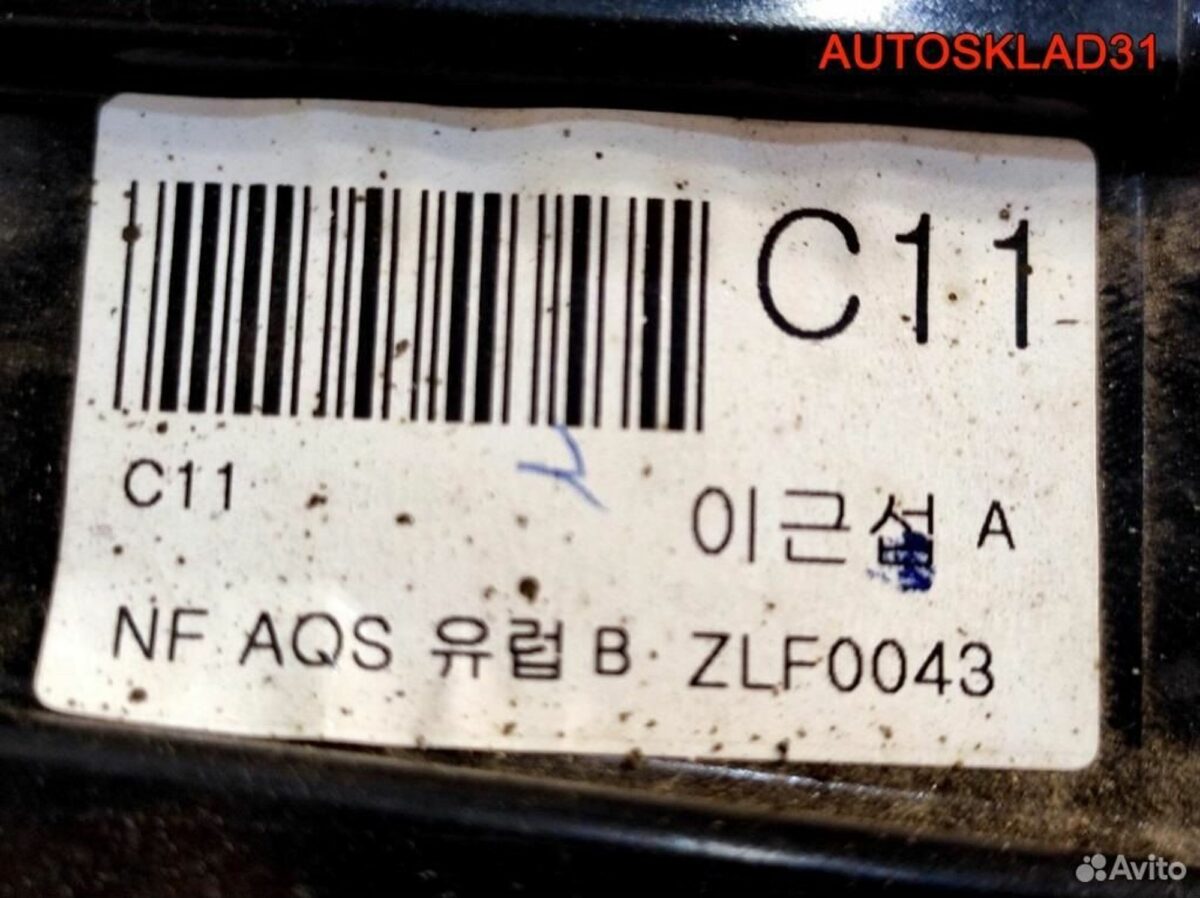 AUTOSKLAD31
C11
C11
이근섭 A
NF AQS 유럽 B ZLF0043
Avito